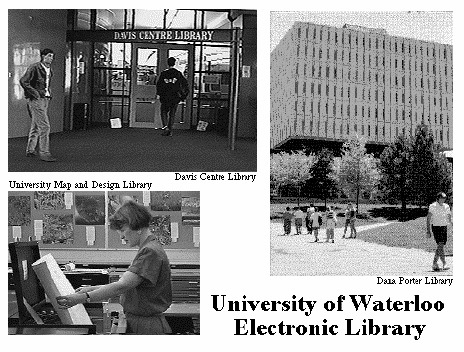 DAVIS CENTRE LIBRARY
Davis Centre Library
University Map and Design Library
Dana Porter Library
University of Waterloo
Electronic Library